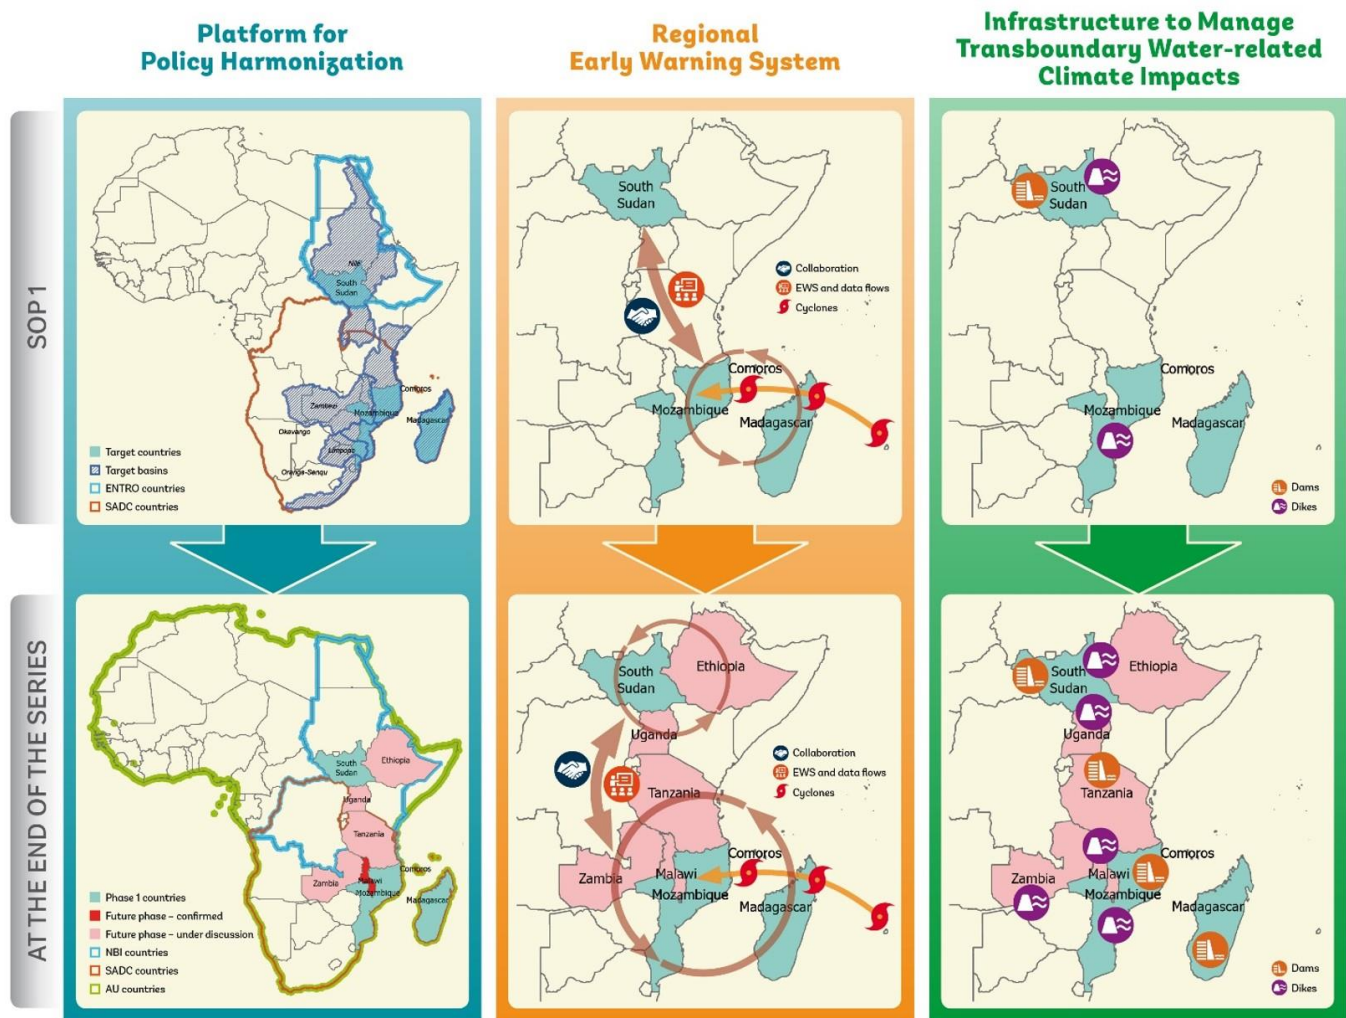 Platform for
Policy Harmonization
Regional
Early Warning System
Infrastructure to Manage
Transboundary Water-related
Climate Impacts
SOP1
Nile
South
Sudan
Comoros
Zambezi
Mozambique
Madagascar
Okavango
Limpopo
Orange-Senqu
Target countries
Target basins
ENTRO countries
SADC countries
South
Sudan
Collaboration
EWS and data flows
Cyclones
Comoros
Mozambique
Madagascar
South
Sudan
Comoros
Mozambique
Madagascar
Dams
Dikes
AT THE END OF THE SERIES
South
Sudan
Ethiopia
Uganda
Tanzania
Comoros
Zambia
Malawi
Mozambique
Madagascar
Phase 1 countries
Future phase – confirmed
Future phase – under discussion
NBI countries
SADC countries
AU countries
South
Sudan
Ethiopia
Uganda
Collaboration
EWS and data flows
Cyclones
Tanzania
Comoros
Zambia
Malawi
Mozambique
Madagascar
South
Sudan
Ethiopia
Uganda
Tanzania
Comoros
Zambia
Malawi
Mozambique
Madagascar
Dams
Dikes